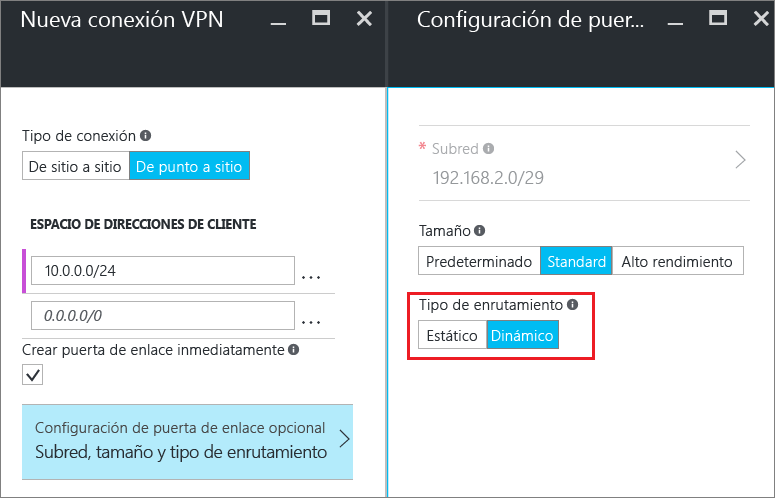 Nueva conexión VPN
Tipo de conexión
De sitio a sitio
De punto a sitio
ESPACIO DE DIRECCIONES DE CLIENTE
10.0.0.0/24
...
0.0.0.0/0
...
Crear puerta de enlace inmediatamente
Configuración de puerta de enlace opcional
Subred, tamaño y tipo de enrutamiento
Configuración de puer...
* Subred
192.168.2.0/29
Tamaño
Predeterminado
Standard
Alto rendimiento
Tipo de enrutamiento
Estático
Dinámico